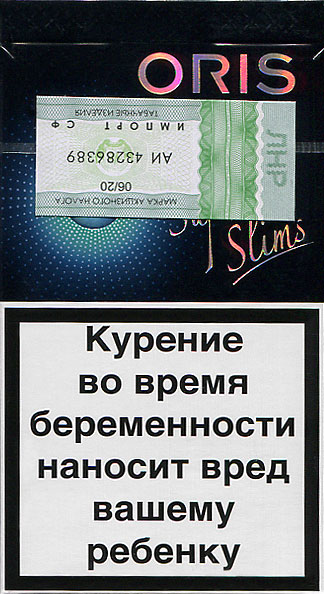 ORIS
ТАБАЧНЫЕ ИЗДЕЛИЯ
ИМПОРТ СФ
АИ 43286389
06/20
МАРКА АКЦИЗНОГО НАЛОГА
ЛНР
Slims
Курение
во время
беременности
наносит вред
вашему
ребенку